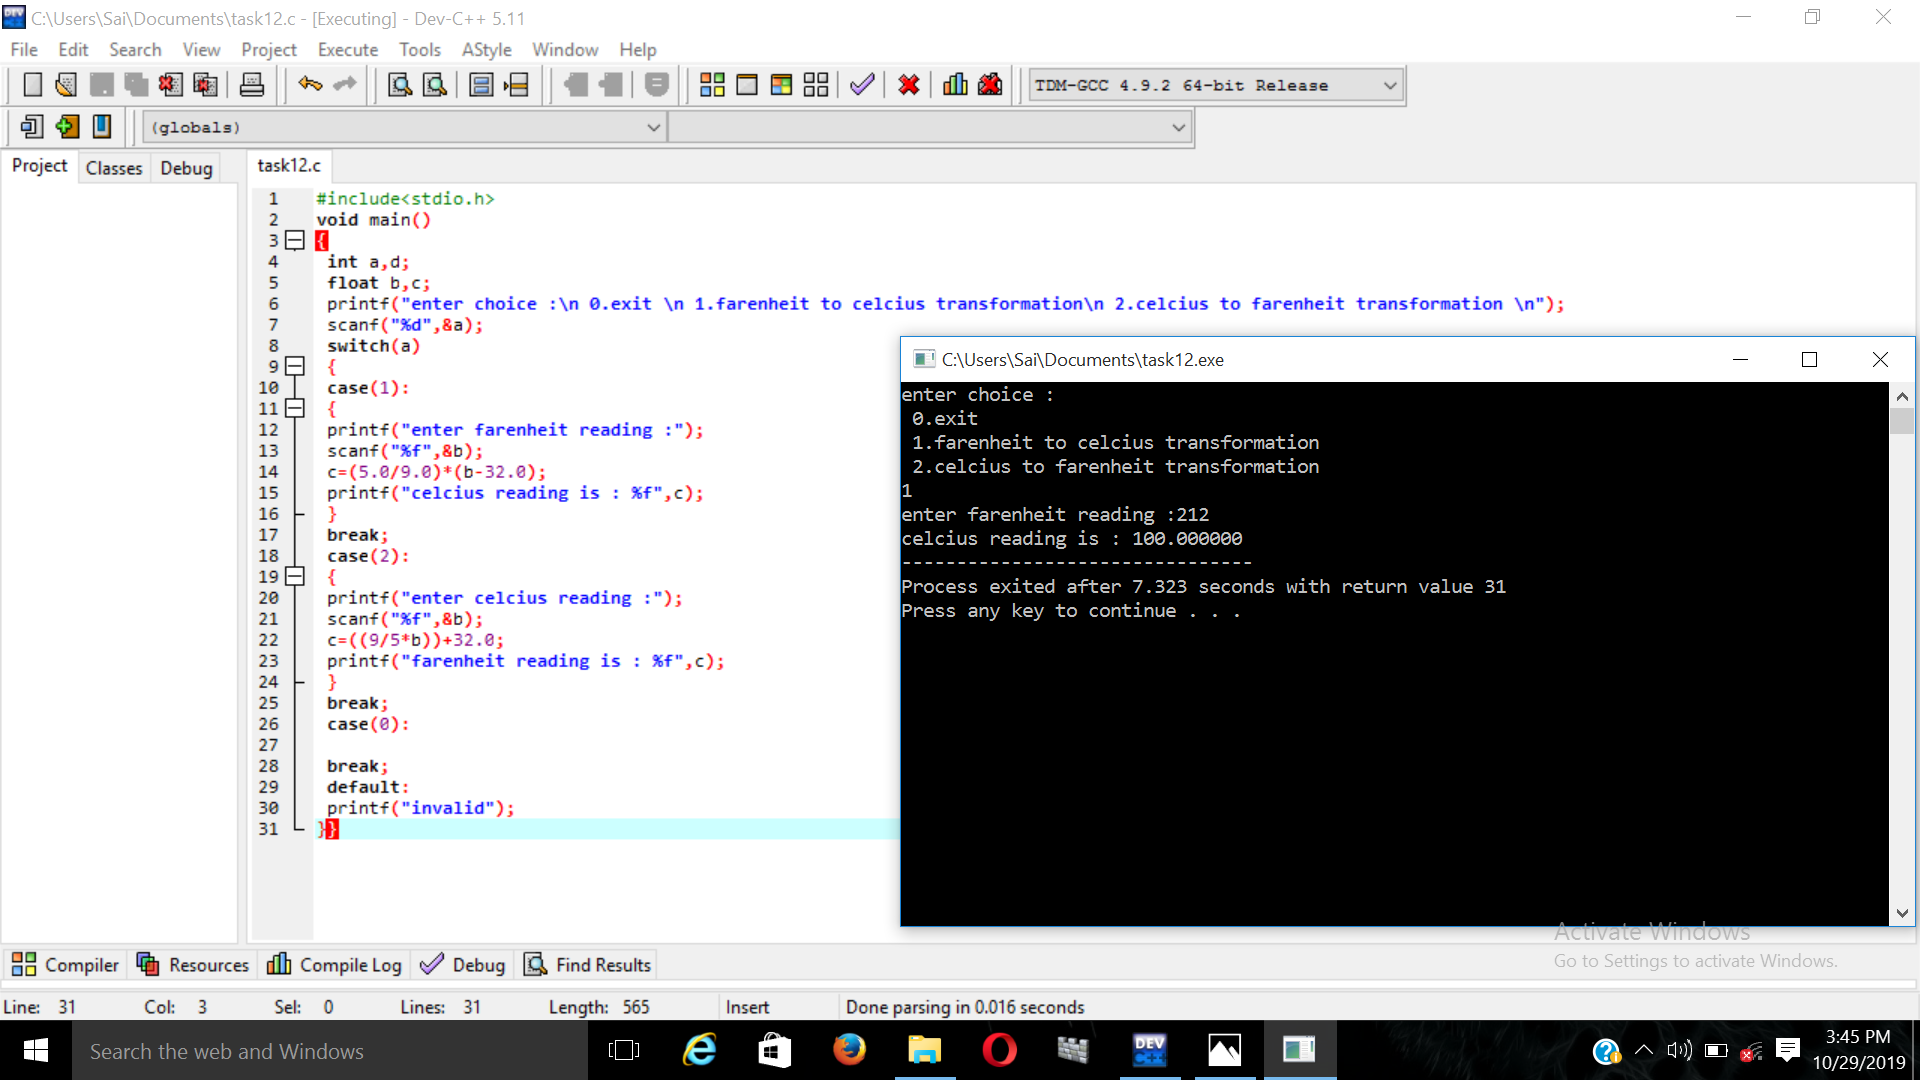 C:\Users\Sai\Documents\task12.c - [Executing] - Dev-C++ 5.11
File Edit Search View Project Execute Tools AStyle Window Help
TDM-GCC 4.9.2 64-bit Release
(globals)
Project Classes Debug
task12.c
1 #include<stdio.h>
2 void main()
3 {
4 int a,d;
5 float b,c;
6 printf("enter choice :\n 0.exit \n 1.farenheit to celcius transformation\n 2.celcius to farenheit transformation \n");
7 scanf("%d",&a);
8 switch(a)
9 {
10 case(1):
11 {
12 printf("enter farenheit reading :");
13 scanf("%f",&b);
14 c=(5.0/9.0)*(b-32.0);
15 printf("celcius reading is : %f",c);
16 }
17 break;
18 case(2):
19 {
20 printf("enter celcius reading :");
21 scanf("%f",&b);
22 c=((9/5*b))+32.0;
23 printf("farenheit reading is : %f",c);
24 }
25 break;
26 case(0):
27
28 break;
29 default:
30 printf("invalid");
31 }}
C:\Users\Sai\Documents\task12.exe
enter choice :
0.exit
1.farenheit to celcius transformation
2.celcius to farenheit transformation
1
enter farenheit reading :212
celcius reading is : 100.000000
--------------------------------
Process exited after 7.323 seconds with return value 31
Press any key to continue . . .
Activate Windows
Go to Settings to activate Windows.
Compiler Resources Compile Log Debug Find Results
Line: 31 Col: 3 Sel: 0 Lines: 31 Length: 565 Insert Done parsing in 0.016 seconds
Search the web and Windows
DEV C++
3:45 PM
10/29/2019